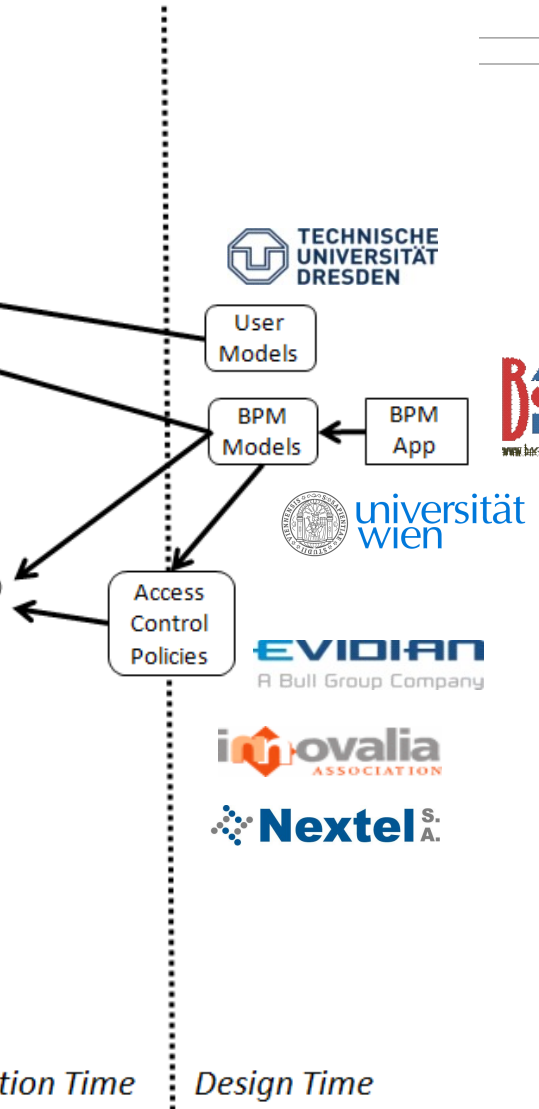 TECHNISCHE
UNIVERSITÄT
DRESDEN
User
Models
BPM
Models
BPM
App
universität
wien
Access
Control
Policies
EVIDIAN
A Bull Group Company
innovalia
ASSOCIATION
Nextel S.A.
Time
Design Time